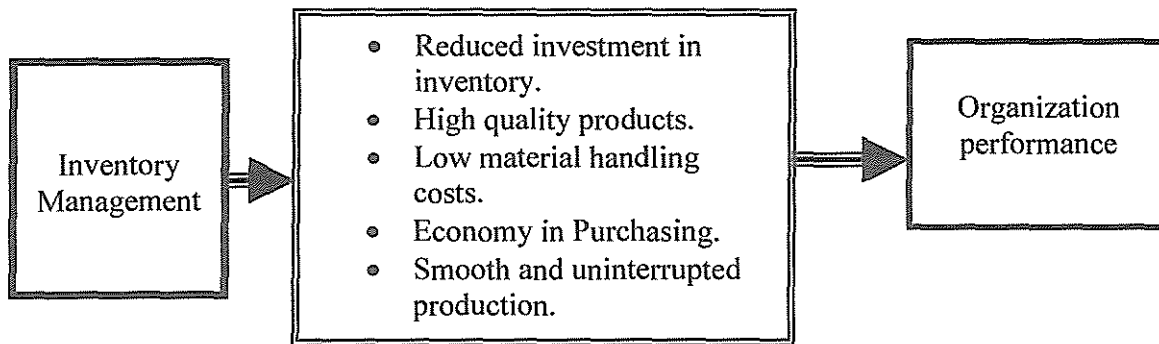 Inventory
Management
• Reduced investment in
inventory.
• High quality products.
• Low material handling
costs.
• Economy in Purchasing.
• Smooth and uninterrupted
production.
Organization
performance